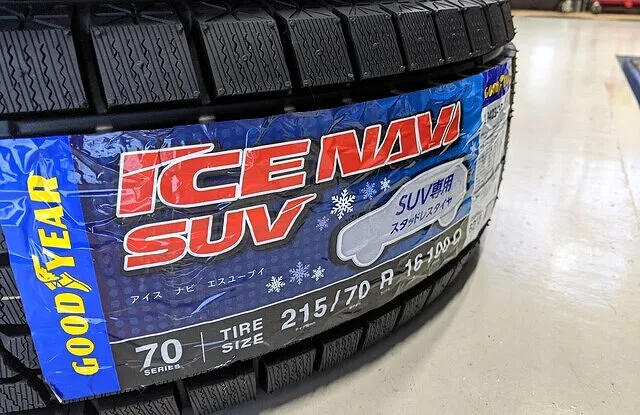 GOODYEAR
ICE NAVI
SUV
アイス ナビ エスユーブイ
SUV専用
スタッドレスタイヤ
70
SERIES
TIRE
SIZE
215/70 R 16 100 Q